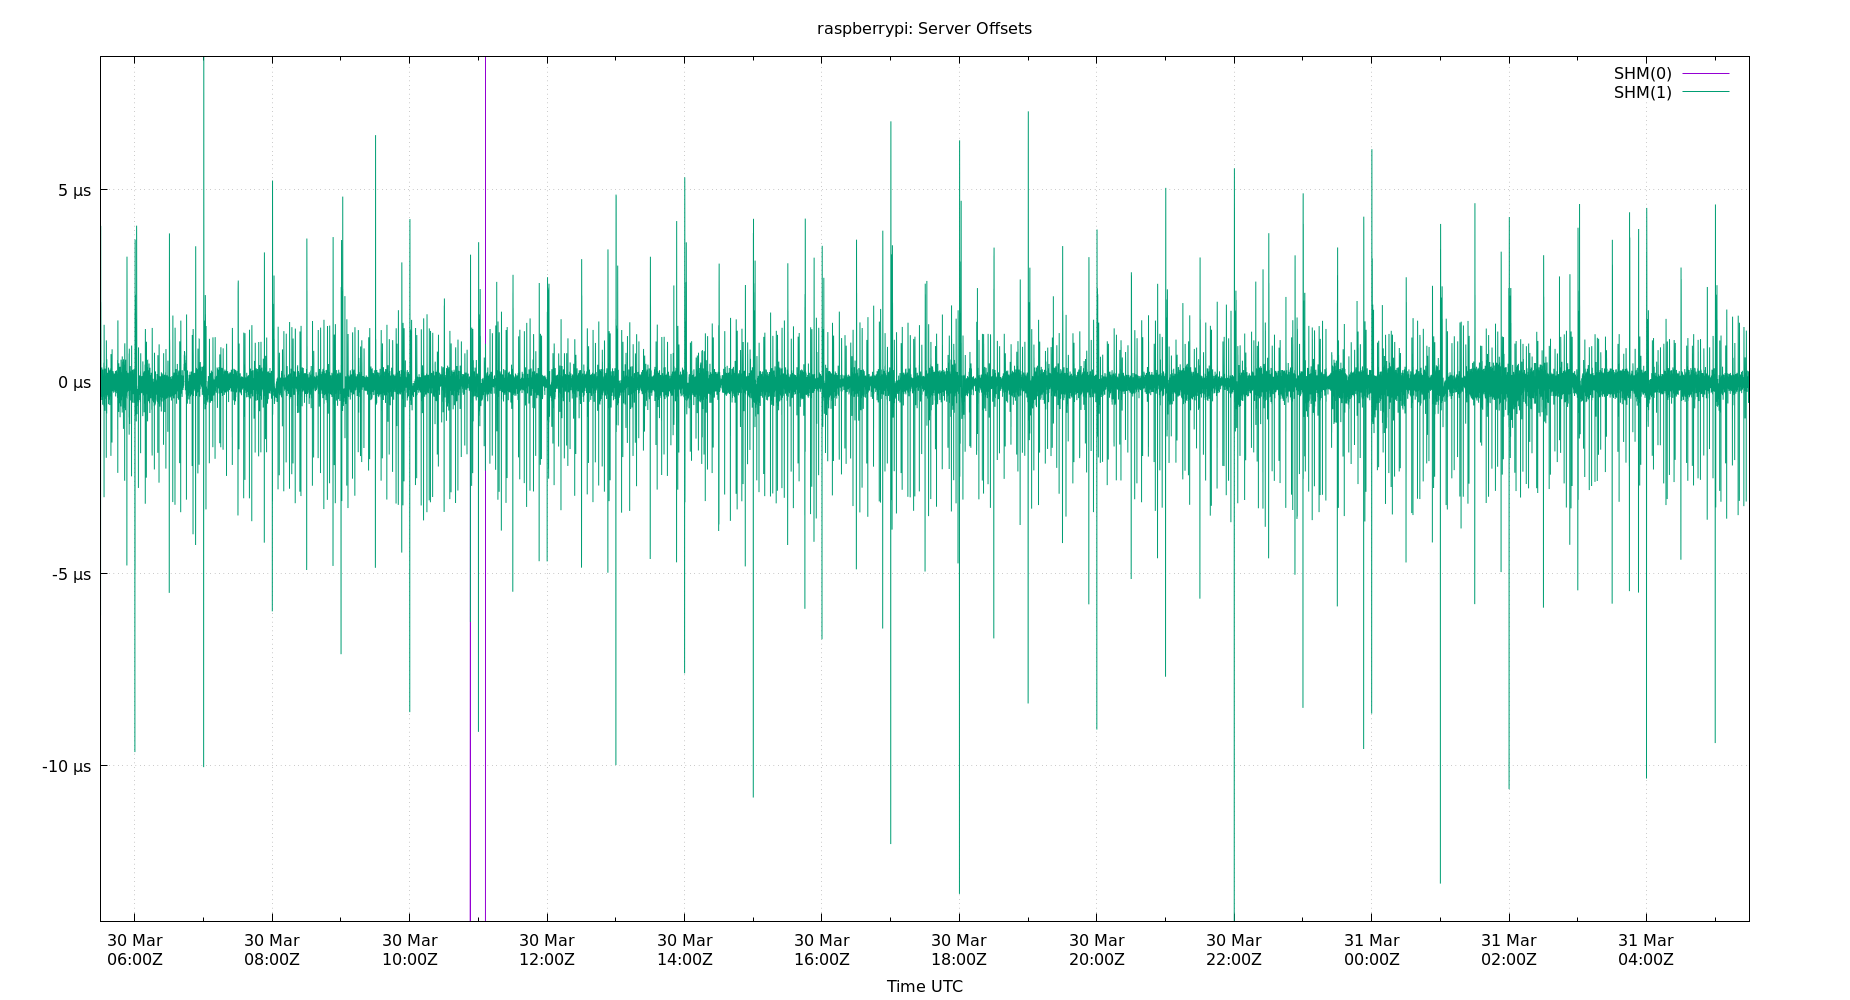 raspberrypi: Server Offsets
SHM(0)
SHM(1)
5 µs
0 µs
-5 µs
-10 µs
30 Mar 30 Mar 30 Mar 30 Mar 30 Mar 30 Mar 30 Mar 30 Mar 30 Mar 31 Mar 31 Mar 31 Mar
06:00Z 08:00Z 10:00Z 12:00Z 14:00Z 16:00Z 18:00Z 20:00Z 22:00Z 00:00Z 02:00Z 04:00Z
Time UTC